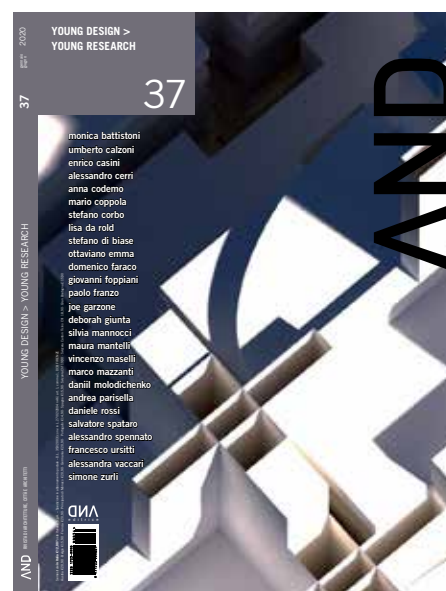 YOUNG DESIGN >
YOUNG RESEARCH
37
AND
monica battistoni
umberto calzoni
enrico casini
alessandro cerri
anna codemo
mario coppola
stefano corbo
lisa da rold
stefano di biase
ottaviano emma
domenico faraco
giovanni foppiani
paolo franzo
joe garzone
deborah giunta
silvia mannocci
maura mantelli
vincenzo maselli
marco mazzanti
daniil molodichenko
andrea parisella
daniele rossi
salvatore spataro
alessandro spennato
francesco ursitti
alessandra vaccari
simone zurli
AND
editrice
2020
37
YOUNG DESIGN > YOUNG RESEARCH
AND